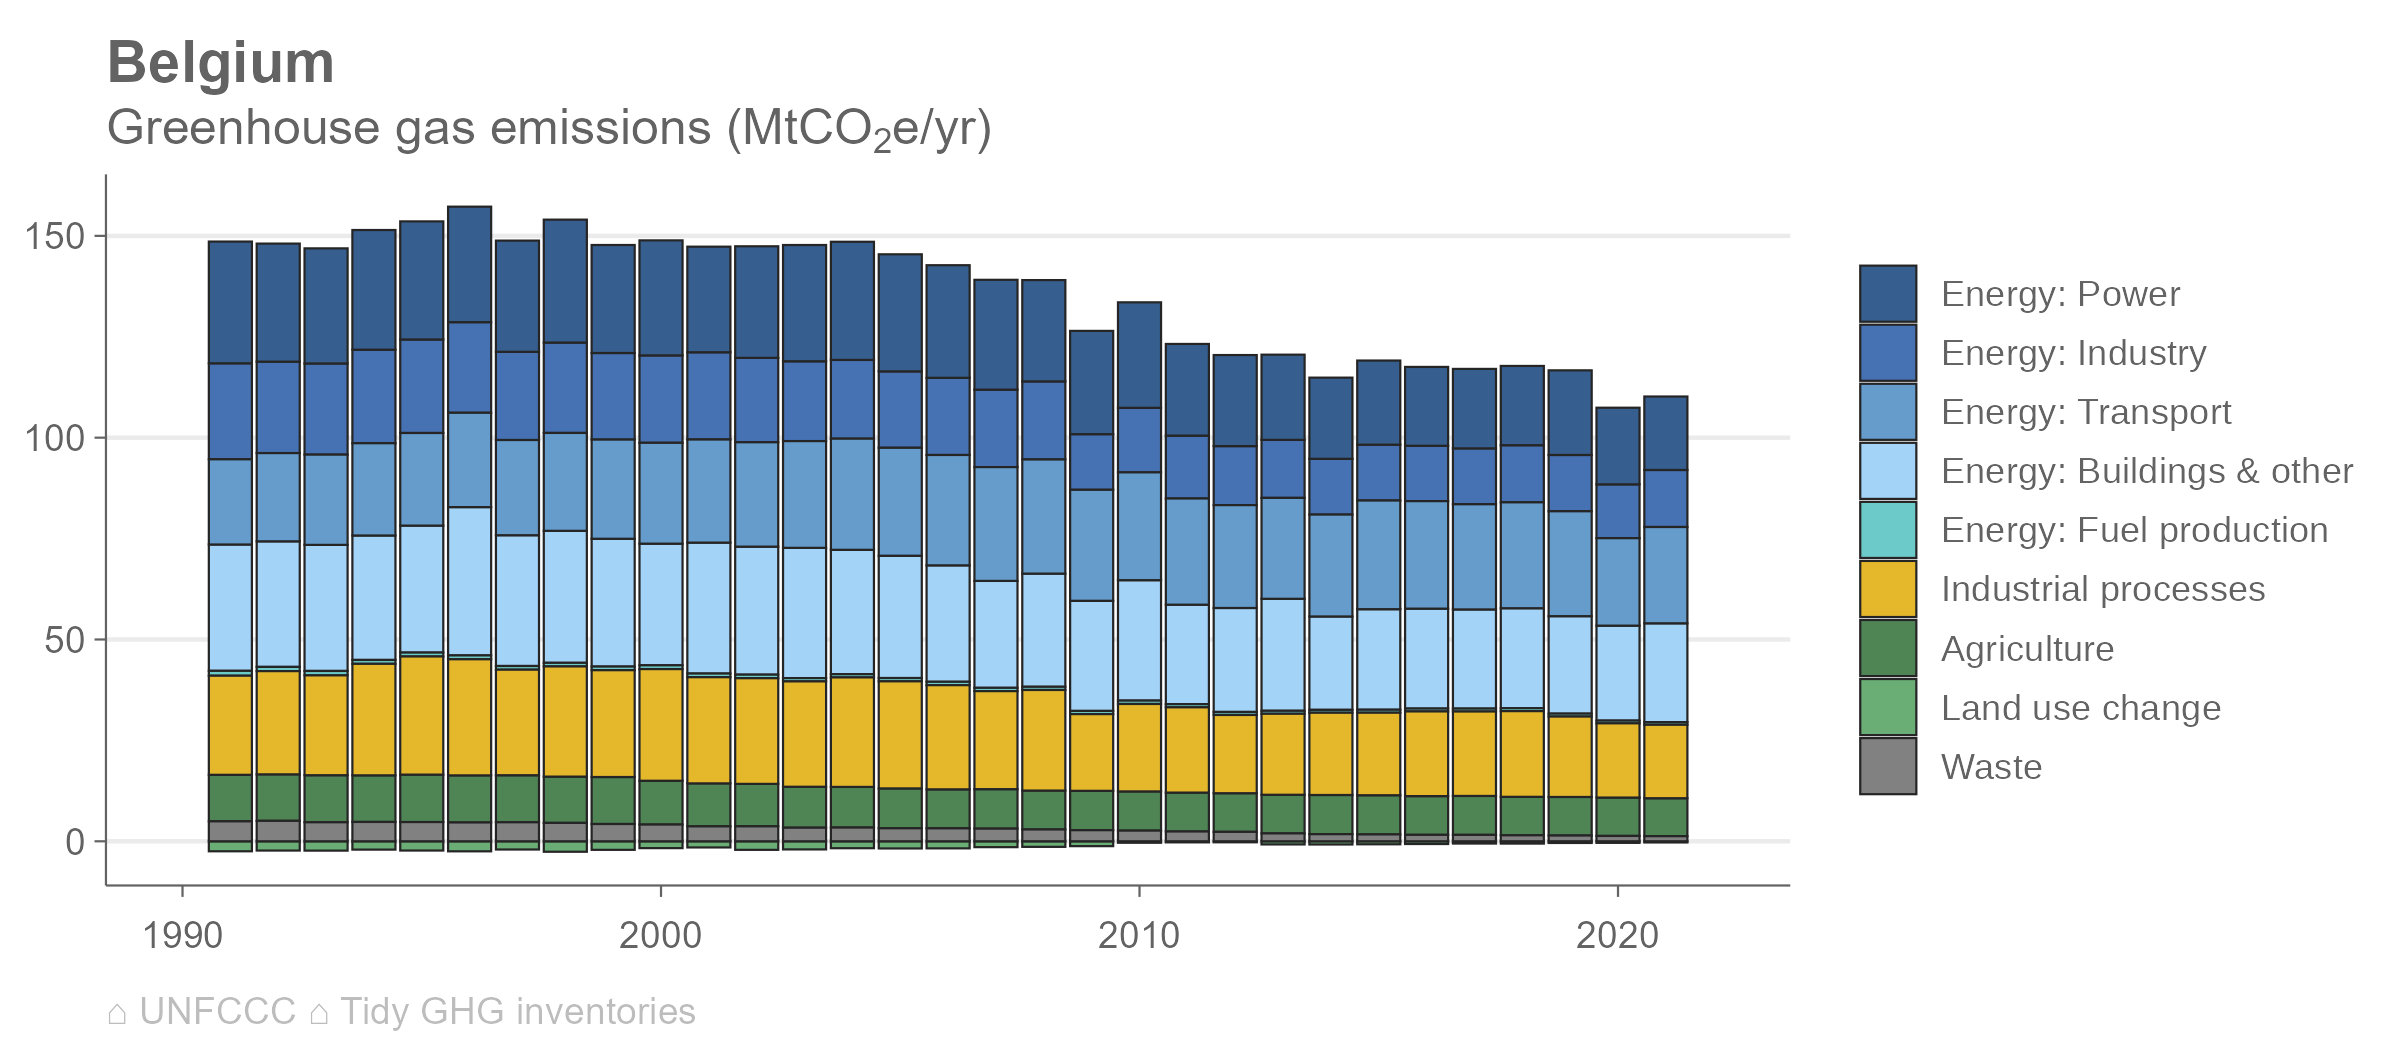 Belgium
Greenhouse gas emissions (MtCO₂e/yr)
150
100
50
0
1990 2000 2010 2020
Energy: Power
Energy: Industry
Energy: Transport
Energy: Buildings & other
Energy: Fuel production
Industrial processes
Agriculture
Land use change
Waste
⌂ UNFCCC ⌂ Tidy GHG inventories